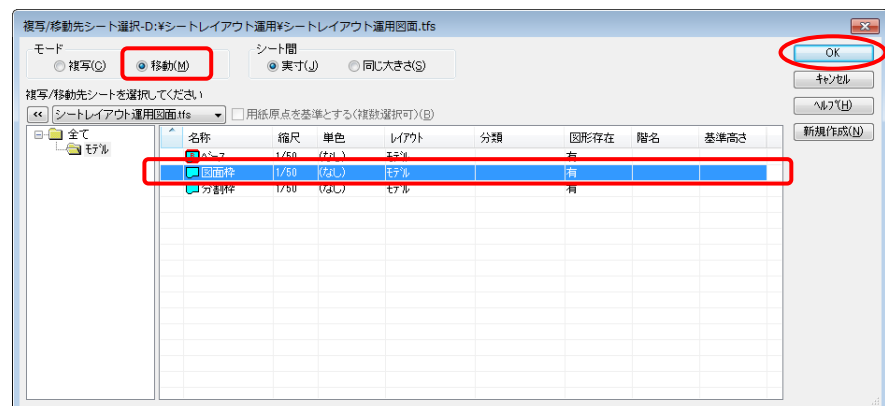 複写/移動先シート選択-D:¥シートレイアウト運用¥シートレイアウト運用図面.tfs
モード
複写(C) 移動(M)
シート間
実寸(J) 同じ大きさ(S)
OK
キャンセル
ヘルプ(H)
新規作成(N)
複写/移動先シートを選択してください
<< シートレイアウト運用図面.tfs 用紙原点を基準とする(複数選択可)(B)
全て
モデル
名称 縮尺 単色 レイアウト 分類 図形存在 階名 基準高さ
ベース 1/50 (なし) モデル 有
図面枠 1/50 (なし) モデル 有
分割枠 1/50 (なし) モデル 有